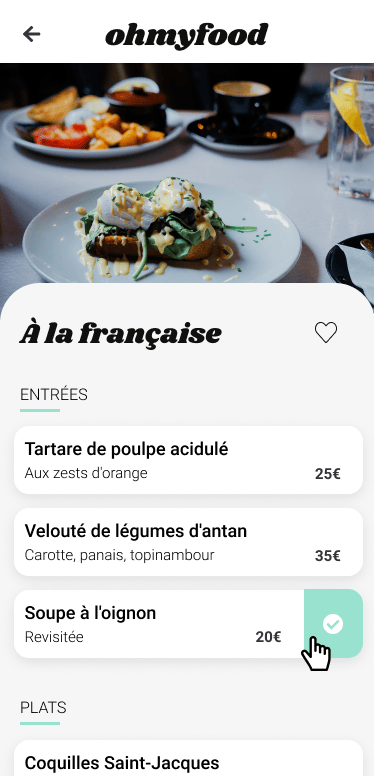 ohmyfood
À la française
ENTRÉES
Tartare de poulpe acidulé
Aux zests d'orange
25€
Velouté de légumes d'antan
Carotte, panais, topinambour
35€
Soupe à l'oignon
Revisitée
20€
PLATS
Coquilles Saint-Jacques